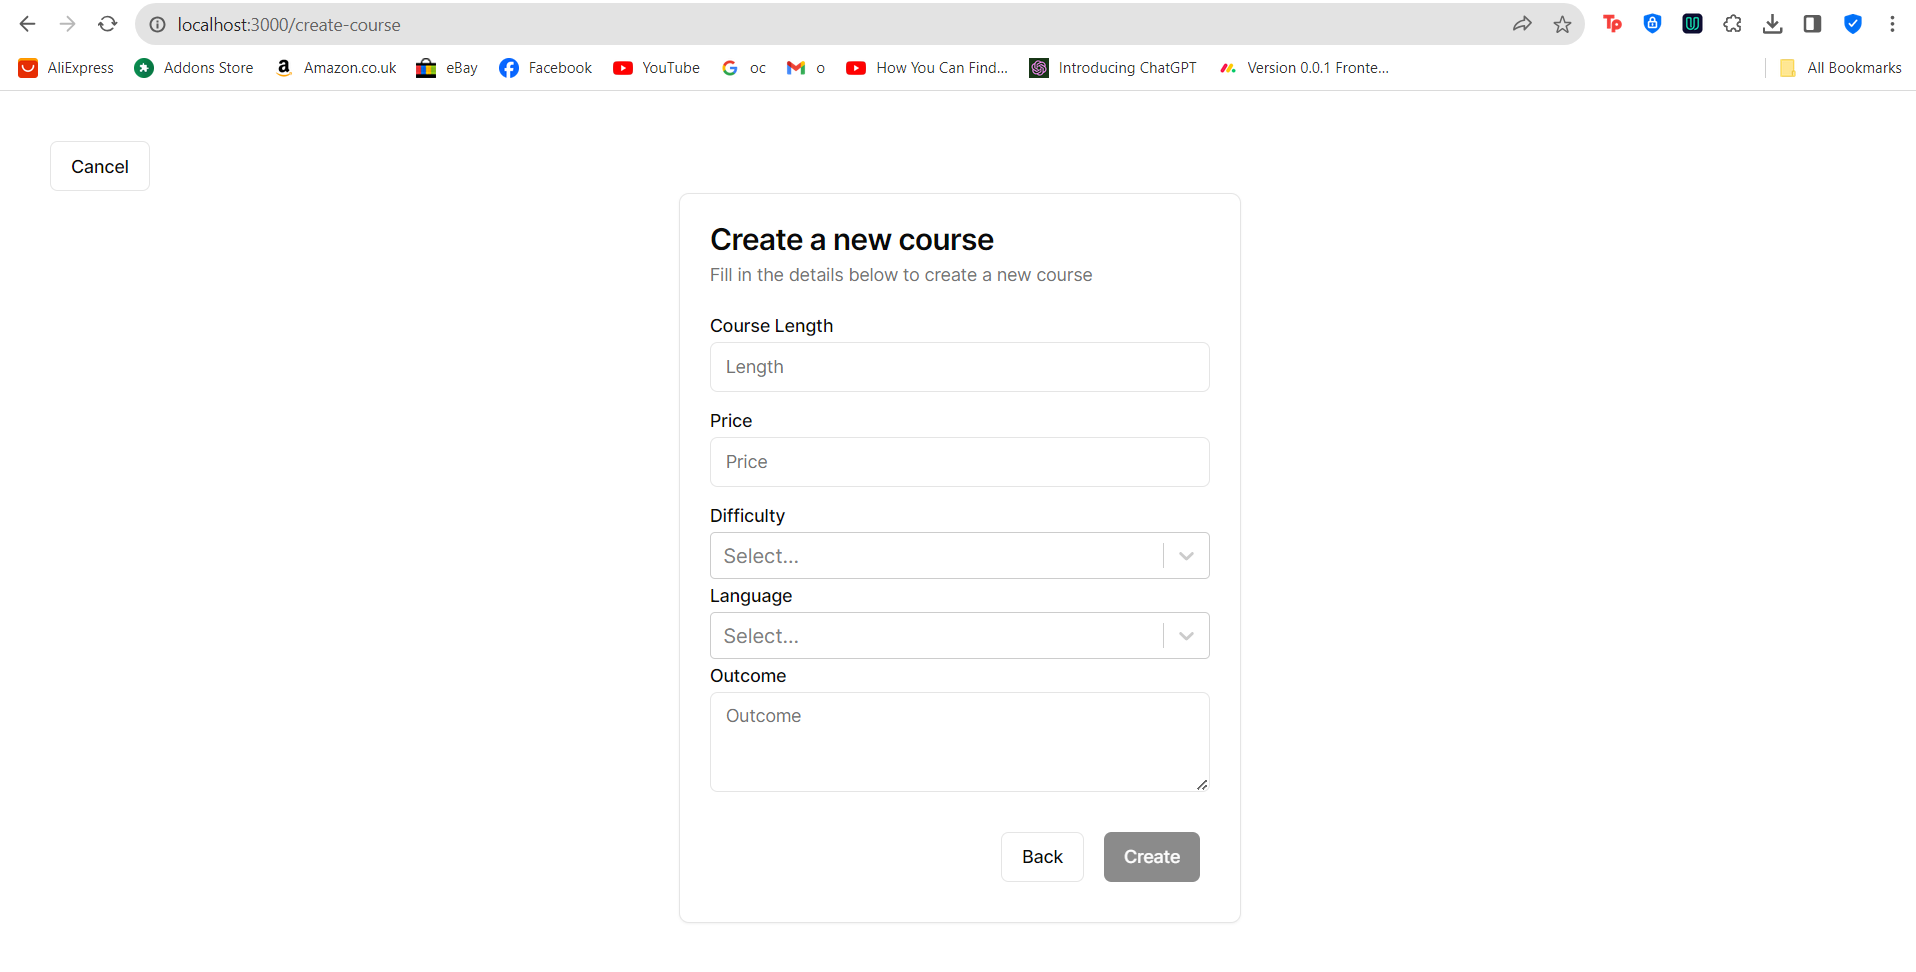 localhost:3000/create-course
AliExpress Addons Store Amazon.co.uk eBay Facebook YouTube oc o How You Can Find... Introducing ChatGPT Version 0.0.1 Fronte... All Bookmarks
Cancel
Create a new course
Fill in the details below to create a new course
Course Length
Length
Price
Price
Difficulty
Select...
Language
Select...
Outcome
Outcome
Back Create